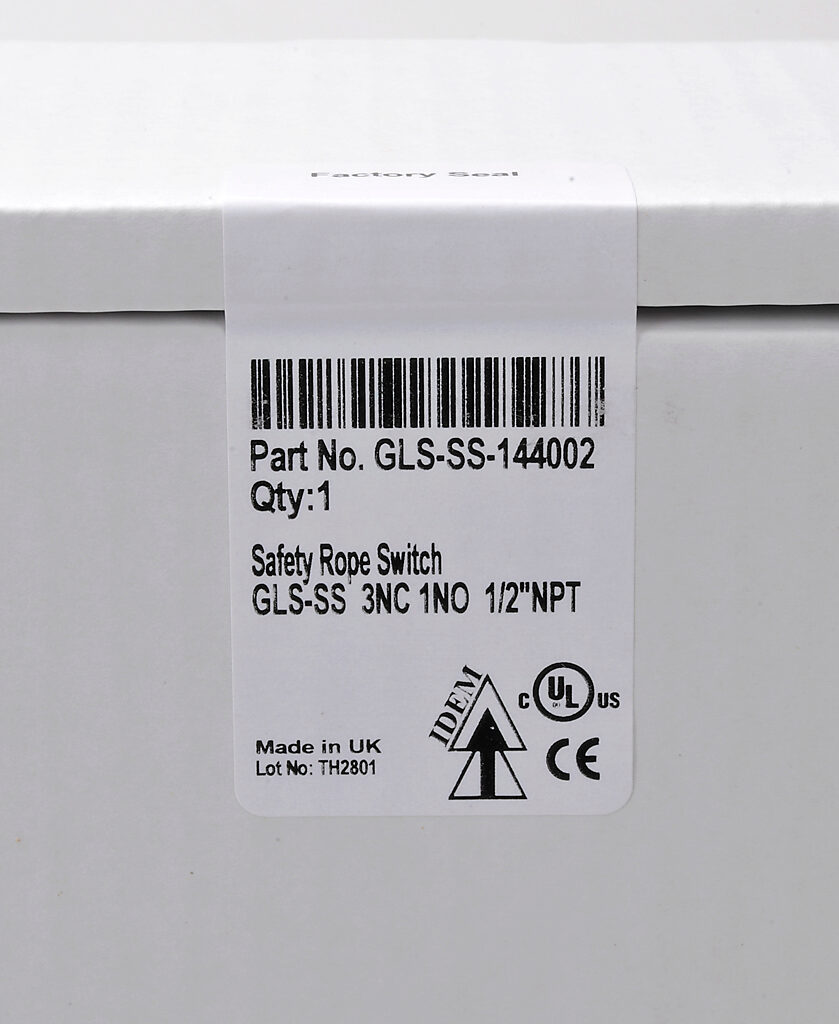 Factory Seal
Part No. GLS-SS-144002
Qty:1
Safety Rope Switch
GLS-SS 3NC 1NO 1/2"NPT
IDEM
C UL US
CE
Made in UK
Lot No: TH2801